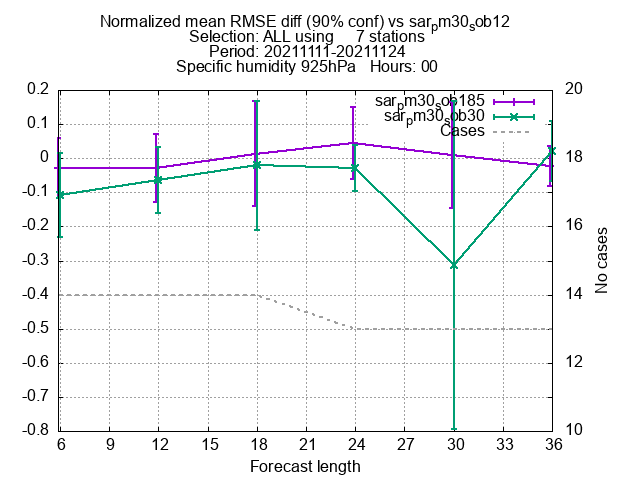 Normalized mean RMSE diff (90% conf) vs sar_pm30_sob12
Selection: ALL using 7 stations
Period: 20211111-20211124
Specific humidity 925hPa Hours: 00
sar_pm30_sob185
sar_pm30_sob30
Cases
0.2
0.1
0
-0.1
-0.2
-0.3
-0.4
-0.5
-0.6
-0.7
-0.8
20
18
16
14
12
10
No cases
6 9 12 15 18 21 24 27 30 33 36
Forecast length